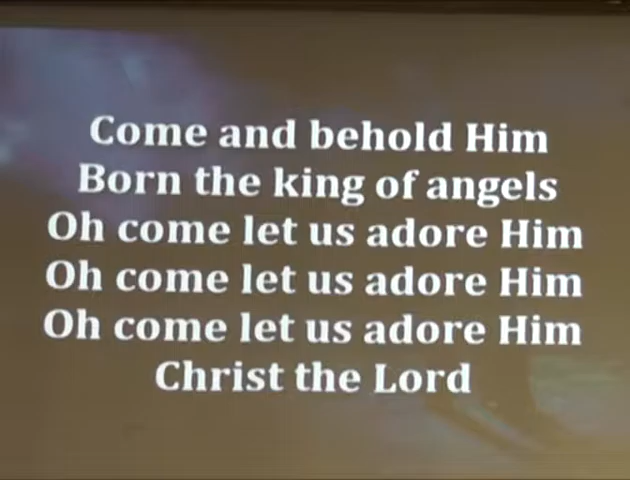 Come and behold Him
Born the king of angels
Oh come let us adore Him
Oh come let us adore Him
Oh come let us adore Him
Christ the Lord